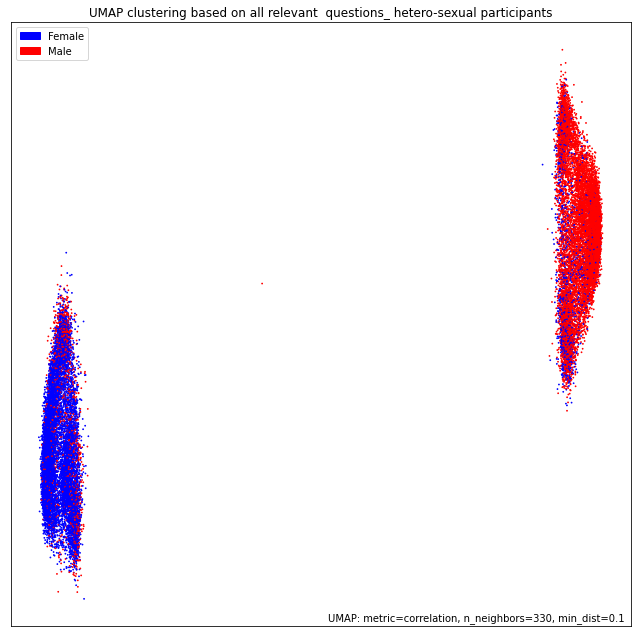 UMAP clustering based on all relevant  questions_ hetero-sexual participants
Female
Male
UMAP: metric=correlation, n_neighbors=330, min_dist=0.1